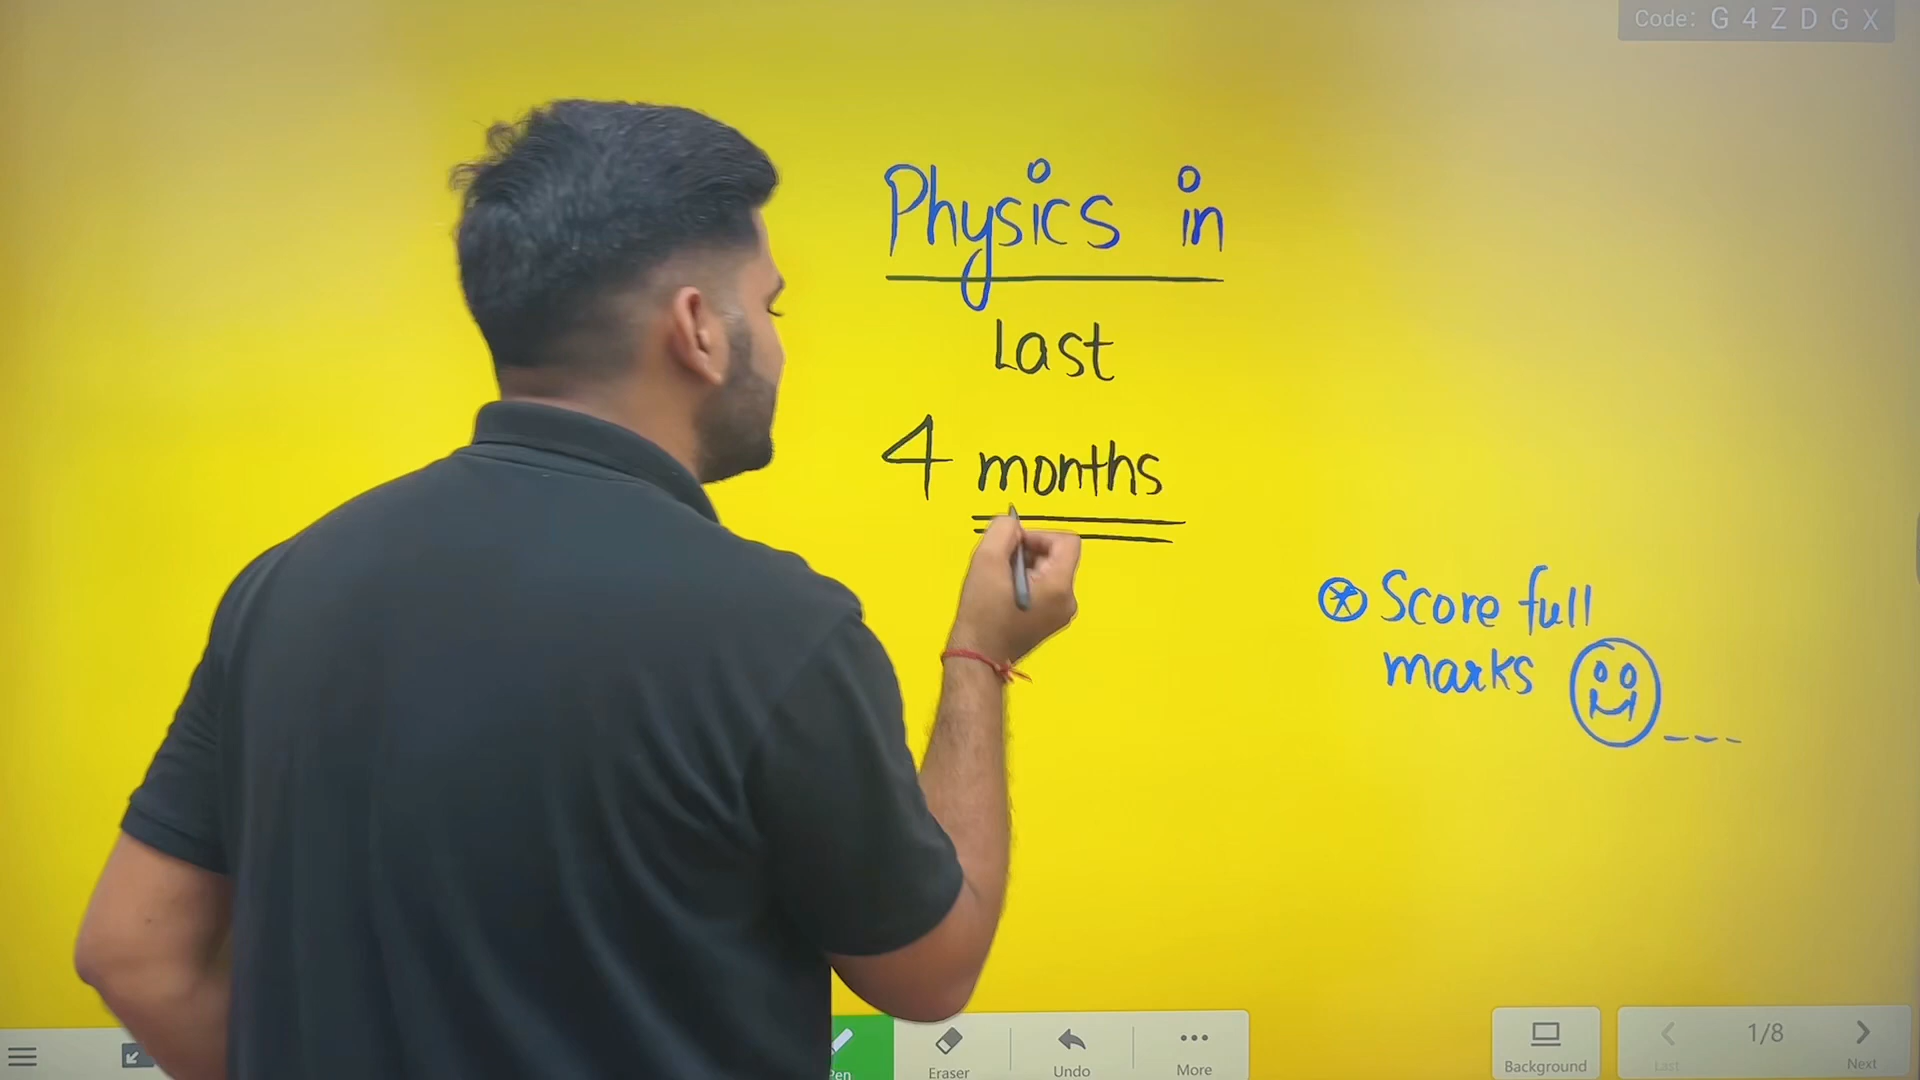 Code: G 4 Z D G X
Physics in
Last
4 months
Score full
marks
Pen
Eraser
Undo
More
Background
Last
1/8
Next